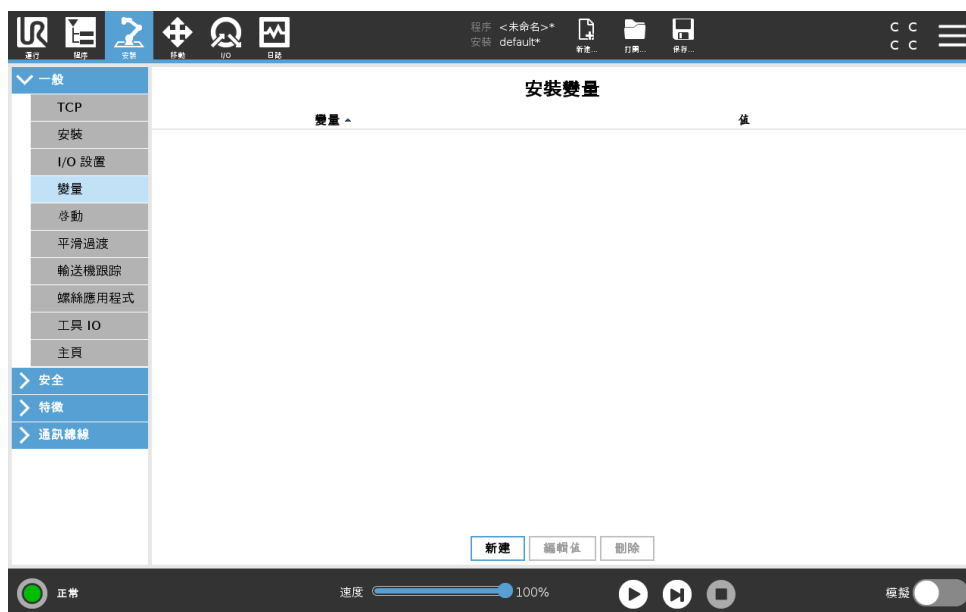 UR
運行 程序 安裝 移動 I/O 日誌
程序 <未命名>*
安裝 default*
新建... 打開... 保存...
C C
C C
一般
TCP
安裝
I/O 設置
變量
啓動
平滑過渡
輸送機跟踪
螺絲應用程式
工具 IO
主頁
安全
特徵
通訊總線
安裝變量
變量 值
新建 編輯值 刪除
正常
速度 100%
模擬